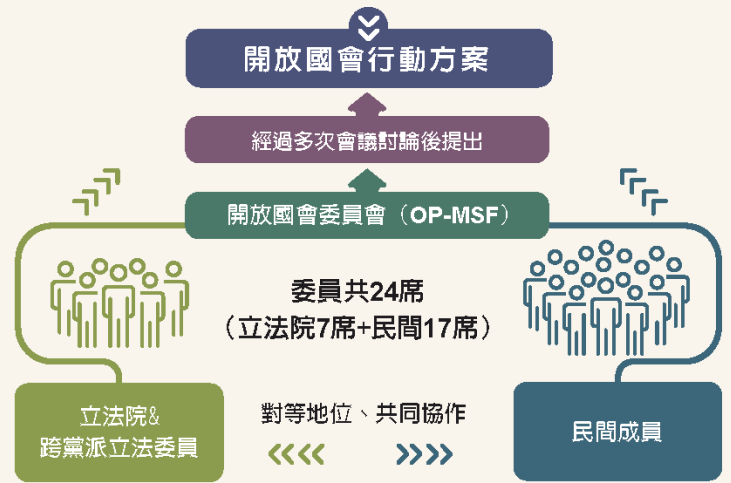 開放國會行動方案
經過多次會議討論後提出
開放國會委員會（OP-MSF）
委員共24席
（立法院7席+民間17席）
立法院&
跨黨派立法委員
對等地位、共同協作
民間成員